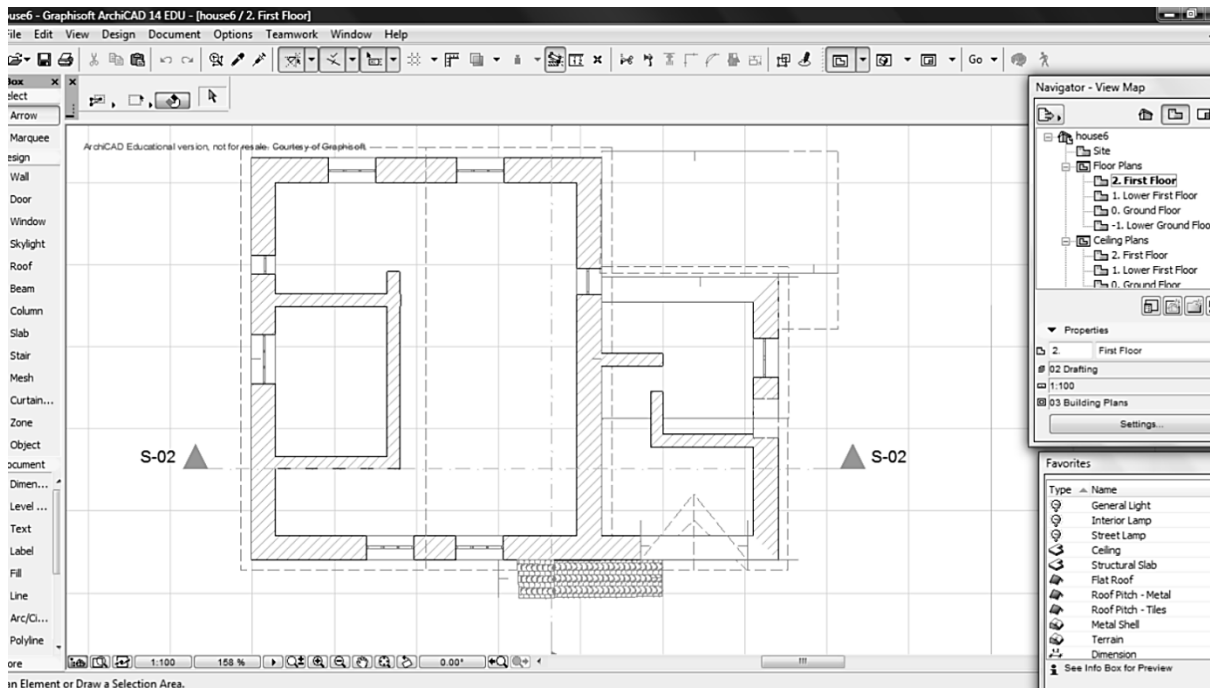 ouse6 - Graphisoft ArchiCAD 14 EDU - [house6 / 2. First Floor]
File Edit View Design Document Options Teamwork Window Help
Go
Box
elect
Arrow
Marquee
esign
Wall
Door
Window
Skylight
Roof
Beam
Column
Slab
Stair
Mesh
Curtain...
Zone
Object
ocument
Dimen...
Level ...
Text
Label
Fill
Line
Arc/Ci...
Polyline
ore
ArchiCAD Educational version, not for resale. Courtesy of Graphisoft.
S-02
S-02
Navigator - View Map
house6
Site
Floor Plans
2. First Floor
1. Lower First Floor
0. Ground Floor
-1. Lower Ground Floo
Ceiling Plans
2. First Floor
1. Lower First Floor
0. Ground Floor
Properties
2. First Floor
02 Drafting
1:100
03 Building Plans
Settings...
Favorites
Type Name
General Light
Interior Lamp
Street Lamp
Ceiling
Structural Slab
Flat Roof
Roof Pitch - Metal
Roof Pitch - Tiles
Metal Shell
Terrain
Dimension
See Info Box for Preview
1:100 158 % 0.00°
an Element or Draw a Selection Area.